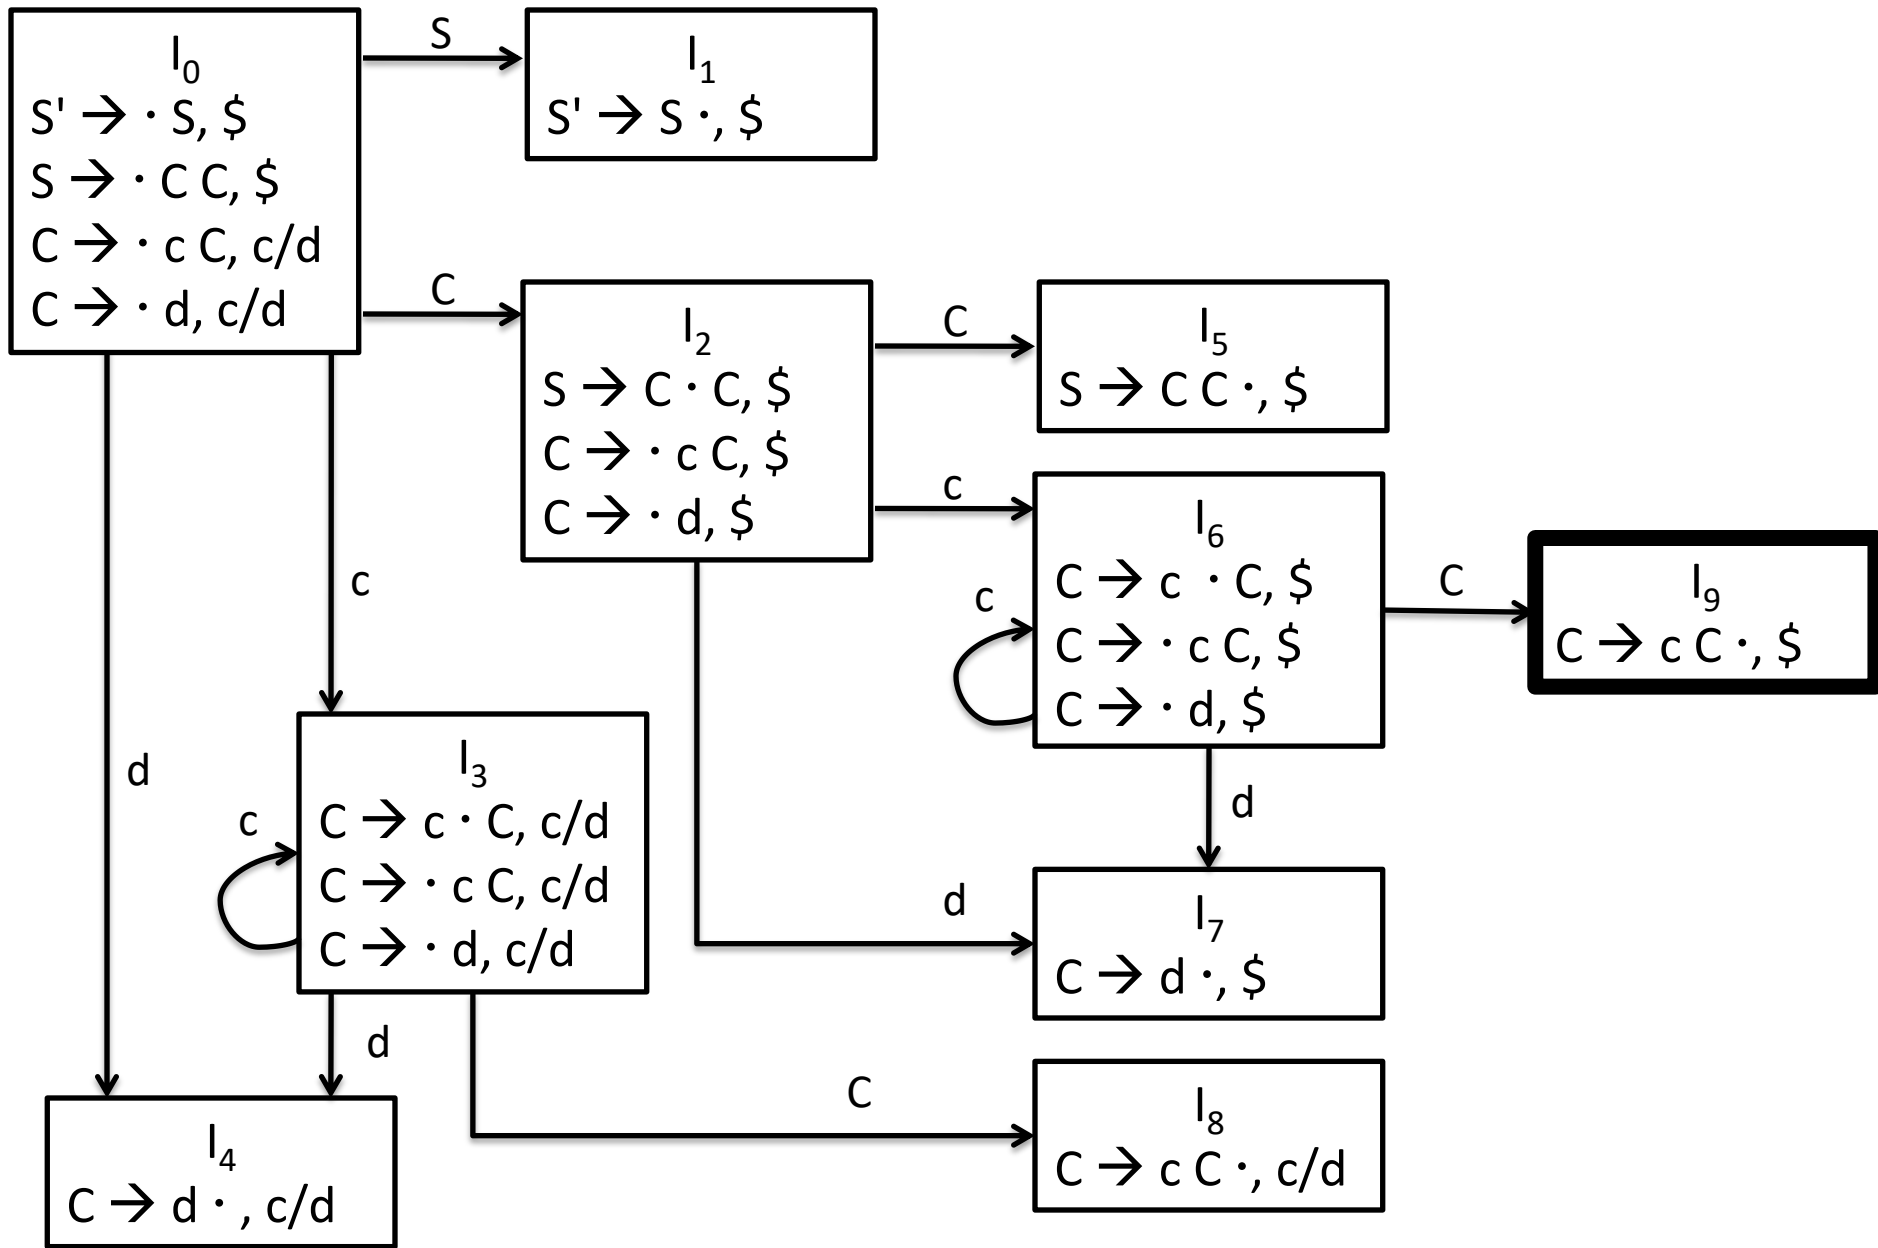 I₀
S' → · S, $
S → · C C, $
C → · c C, c/d
C → · d, c/d
S
I₁
S' → S ·, $
C
I₂
S → C · C, $
C → · c C, $
C → · d, $
C
I₅
S → C C ·, $
c
I₆
C → c · C, $
C → · c C, $
C → · d, $
c
C
I₉
C → c C ·, $
c
d
I₃
C → c · C, c/d
C → · c C, c/d
C → · d, c/d
c
d
d
I₇
C → d ·, $
d
C
I₈
C → c C ·, c/d
I₄
C → d · , c/d